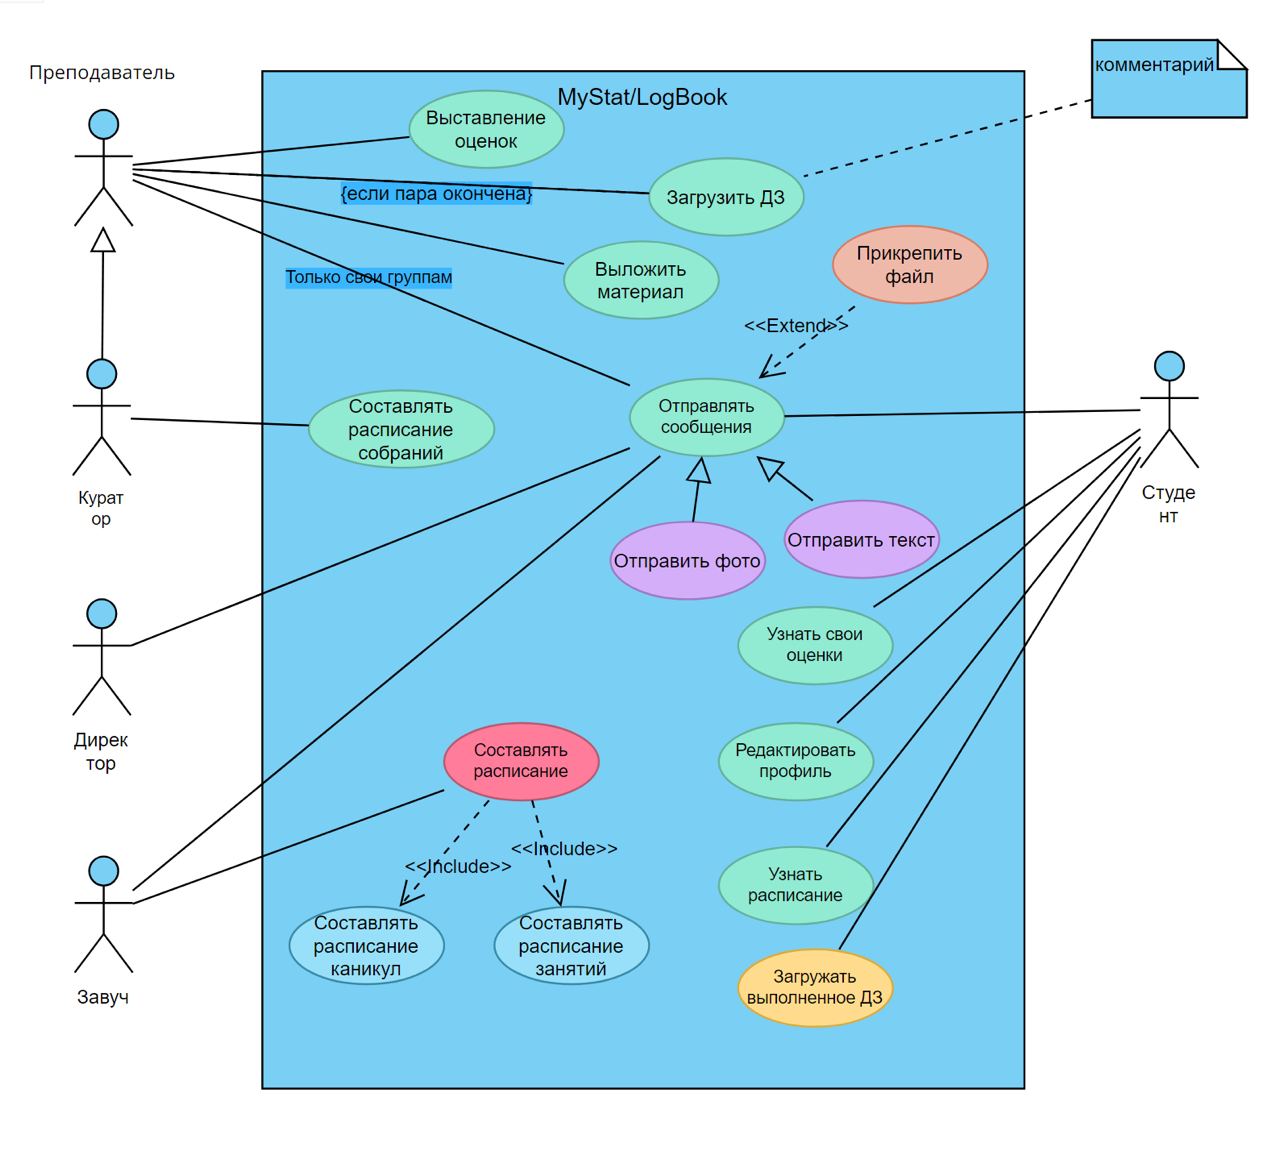 Преподаватель
MyStat/LogBook
комментарий
Выставление
оценок
{если пара окончена}
Загрузить ДЗ
Только свои группам
Выложить
материал
Прикрепить
файл
<<Extend>>
Составлять
расписание
собраний
Отправлять
сообщения
Курат
ор
Студе
нт
Отправить фото
Отправить текст
Узнать свои
оценки
Дирек
тор
Составлять
расписание
Редактировать
профиль
<<Include>>
<<Include>>
Узнать
расписание
Составлять
расписание
каникул
Составлять
расписание
занятий
Загружать
выполненное ДЗ
Завуч